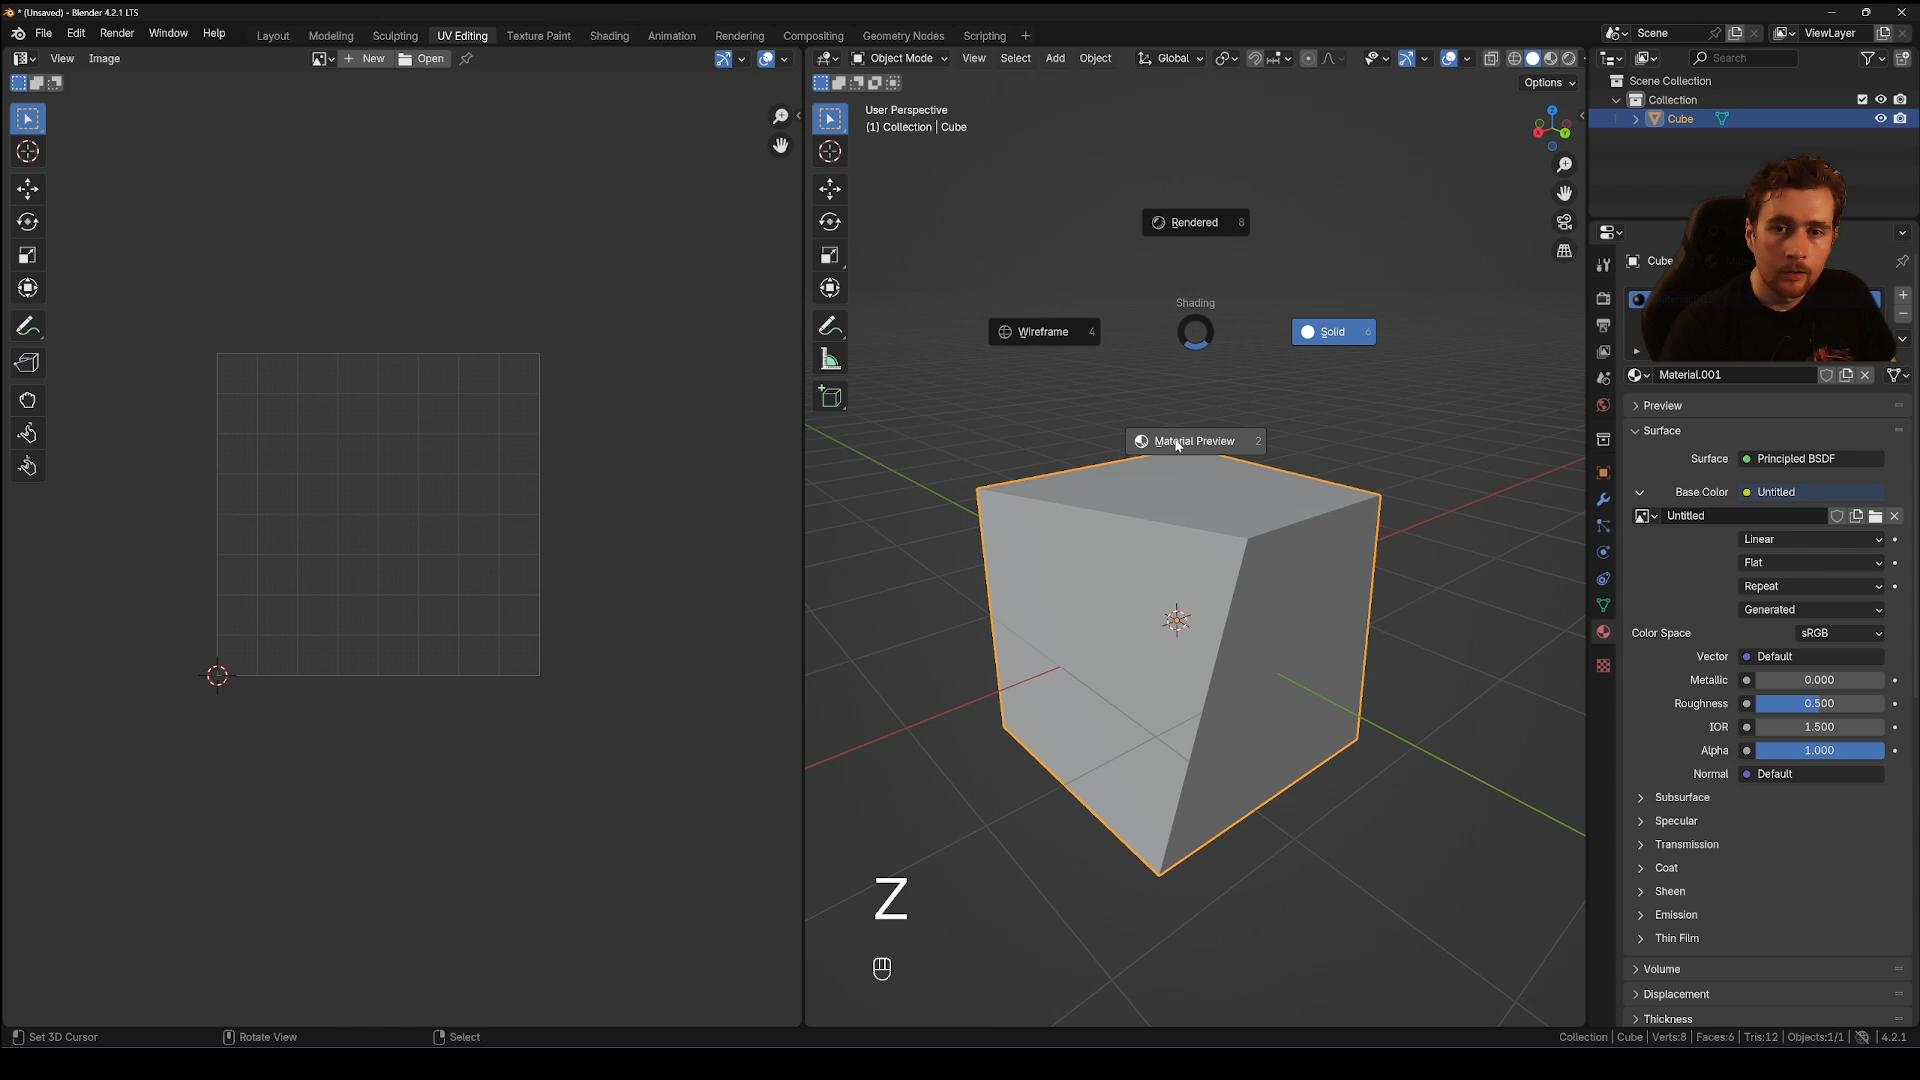 * (Unsaved) - Blender 4.2.1 LTS
File Edit Render Window Help
Layout Modeling Sculpting UV Editing Texture Paint Shading Animation Rendering Compositing Geometry Nodes Scripting +
Scene
ViewLayer
View Image
+ New
Open
Object Mode
View Select Add Object
Global
Search
Options
Scene Collection
Collection
Cube
User Perspective
(1) Collection | Cube
Rendered 8
Shading
Wireframe 4
Solid 6
Material Preview 2
Z
Cube
Material.001
Preview
Surface
Surface Principled BSDF
Base Color Untitled
Untitled
Linear
Flat
Repeat
Generated
Color Space sRGB
Vector Default
Metallic 0.000
Roughness 0.500
IOR 1.500
Alpha 1.000
Normal Default
Subsurface
Specular
Transmission
Coat
Sheen
Emission
Thin Film
Volume
Displacement
Thickness
Set 3D Cursor
Rotate View
Select
Collection | Cube | Verts:8 | Faces:6 | Tris:12 | Objects:1/1 | 4.2.1